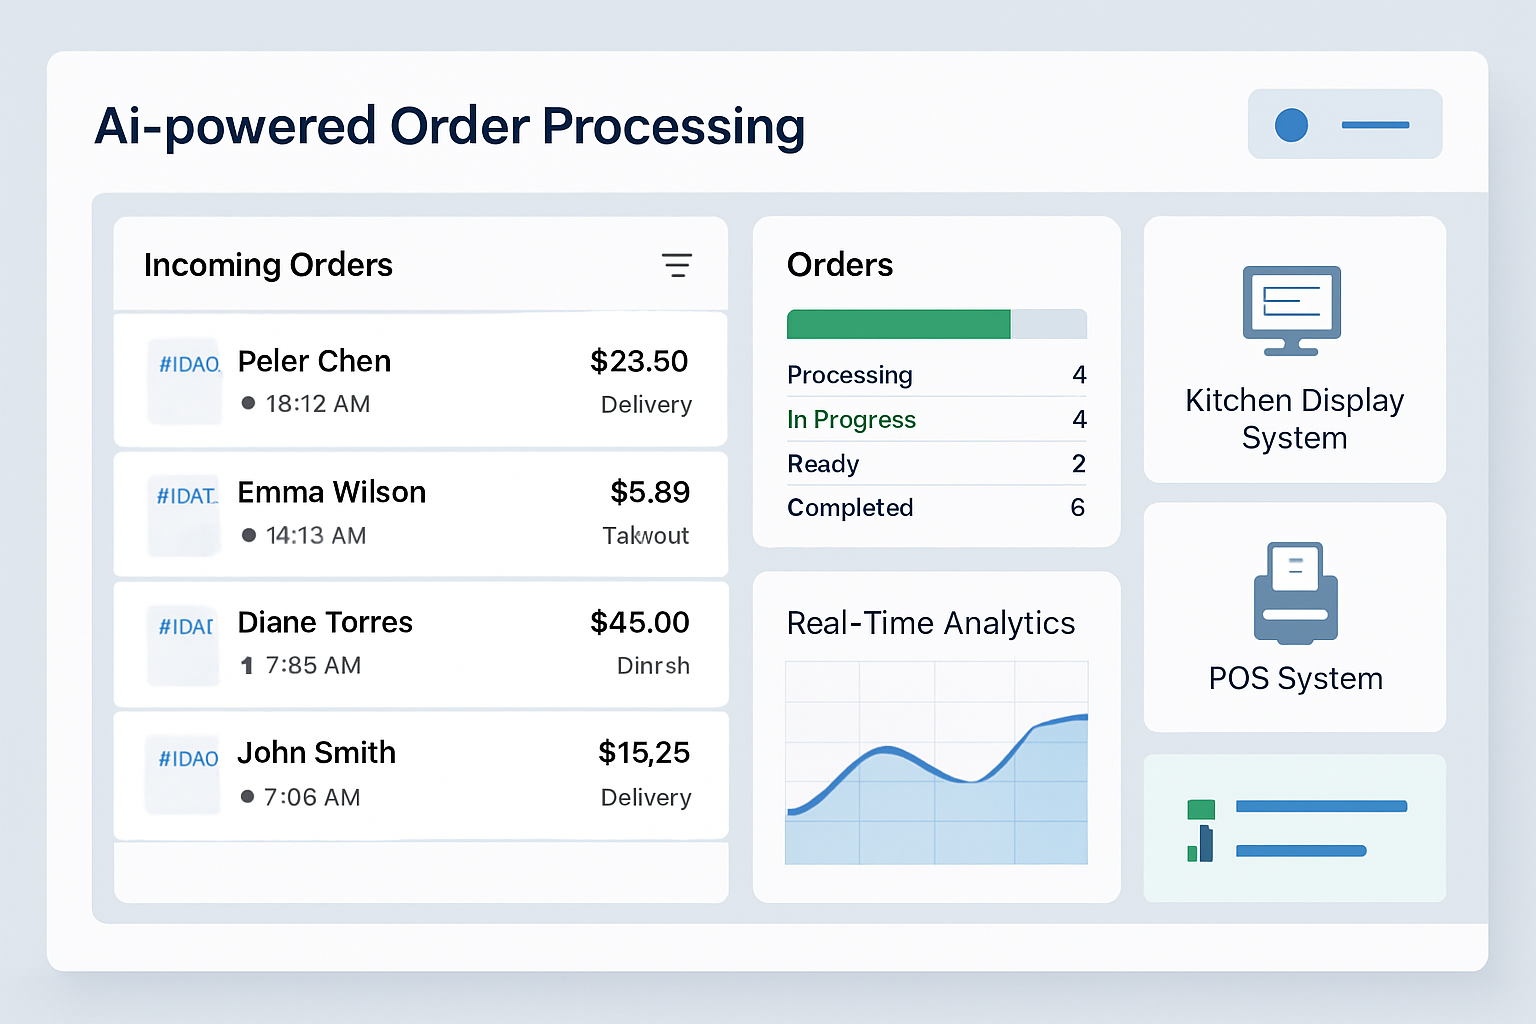 Ai-powered Order Processing
Incoming Orders
#IDAO
Peler Chen
$23.50
18:12 AM
Delivery
#IDAT
Emma Wilson
$5.89
14:13 AM
Takwout
Diane Torres
$45.00
1 7:85 AM
Dinrsh
#IDAO
John Smith
$15,25
7:06 AM
Delivery
Orders
Processing 4
In Progress 4
Ready 2
Completed 6
Real-Time Analytics
Kitchen Display
System
POS System